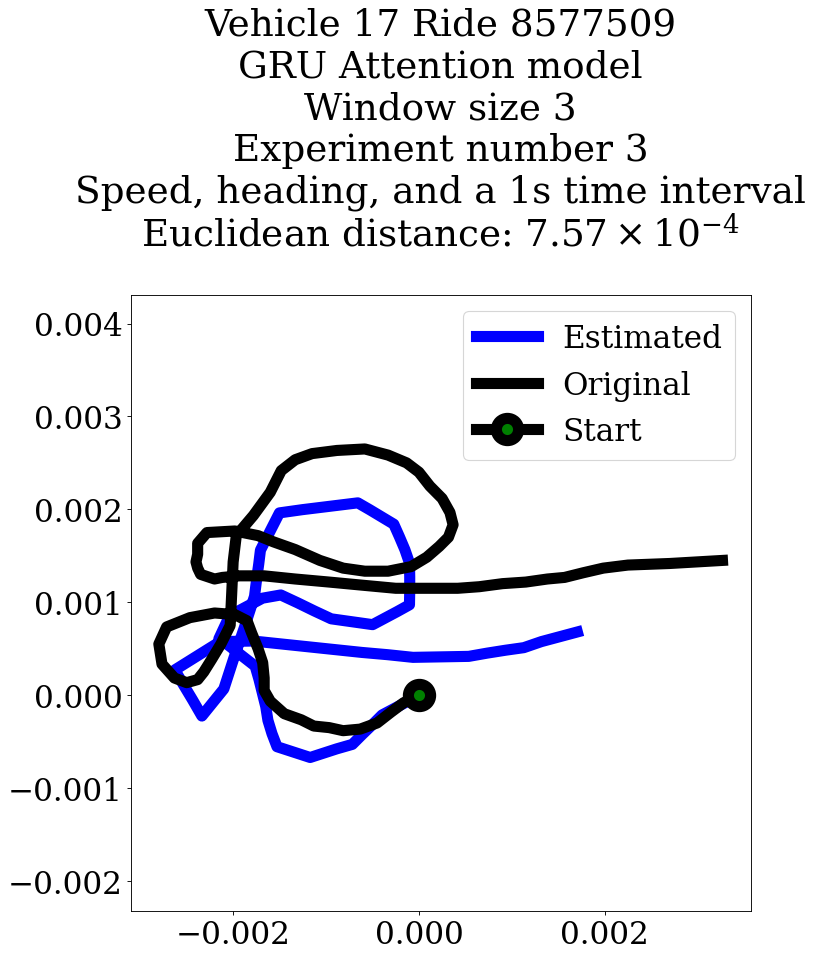 Vehicle 17 Ride 8577509
GRU Attention model
Window size 3
Experiment number 3
Speed, heading, and a 1s time interval
Euclidean distance: 7.57 × 10⁻⁴
Estimated
Original
Start
0.004
0.003
0.002
0.001
0.000
−0.001
−0.002
−0.002 0.000 0.002